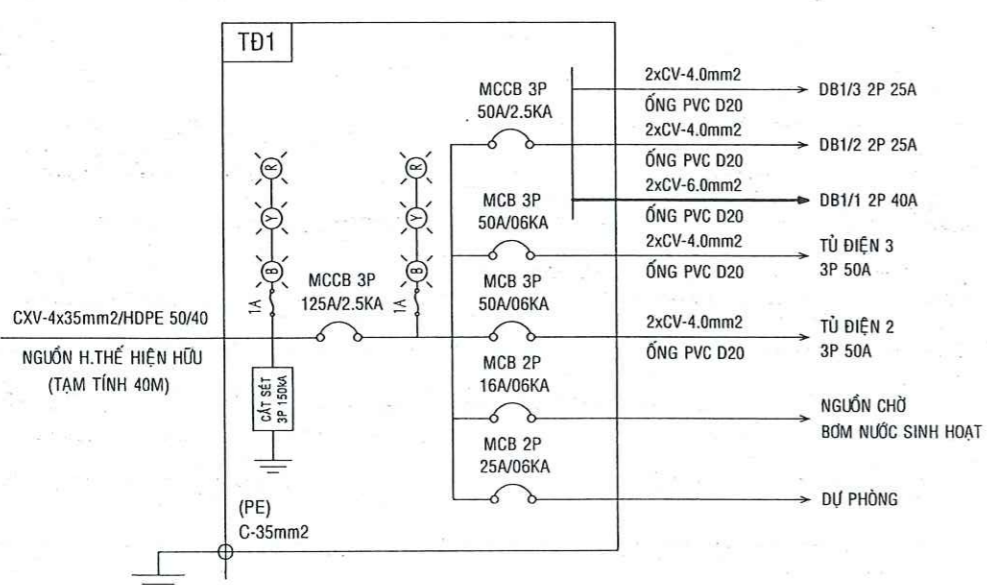 TĐ1
MCCB 3P
50A/2.5KA
2xCV-4.0mm2
ỐNG PVC D20
DB1/3 2P 25A
2xCV-4.0mm2
ỐNG PVC D20
DB1/2 2P 25A
2xCV-6.0mm2
ỐNG PVC D20
DB1/1 2P 40A
MCB 3P
50A/06KA
2xCV-4.0mm2
ỐNG PVC D20
TỦ ĐIỆN 3
3P 50A
R
Y
B
1A
R
Y
B
1A
MCCB 3P
125A/2.5KA
MCB 3P
50A/06KA
2xCV-4.0mm2
ỐNG PVC D20
TỦ ĐIỆN 2
3P 50A
CXV-4x35mm2/HDPE 50/40
NGUỒN H.THẾ HIỆN HỮU
(TẠM TÍNH 40M)
CẮT SÉT
3P 150KA
MCB 2P
16A/06KA
NGUỒN CHỜ
BƠM NƯỚC SINH HOẠT
MCB 2P
25A/06KA
DỰ PHÒNG
(PE)
C-35mm2